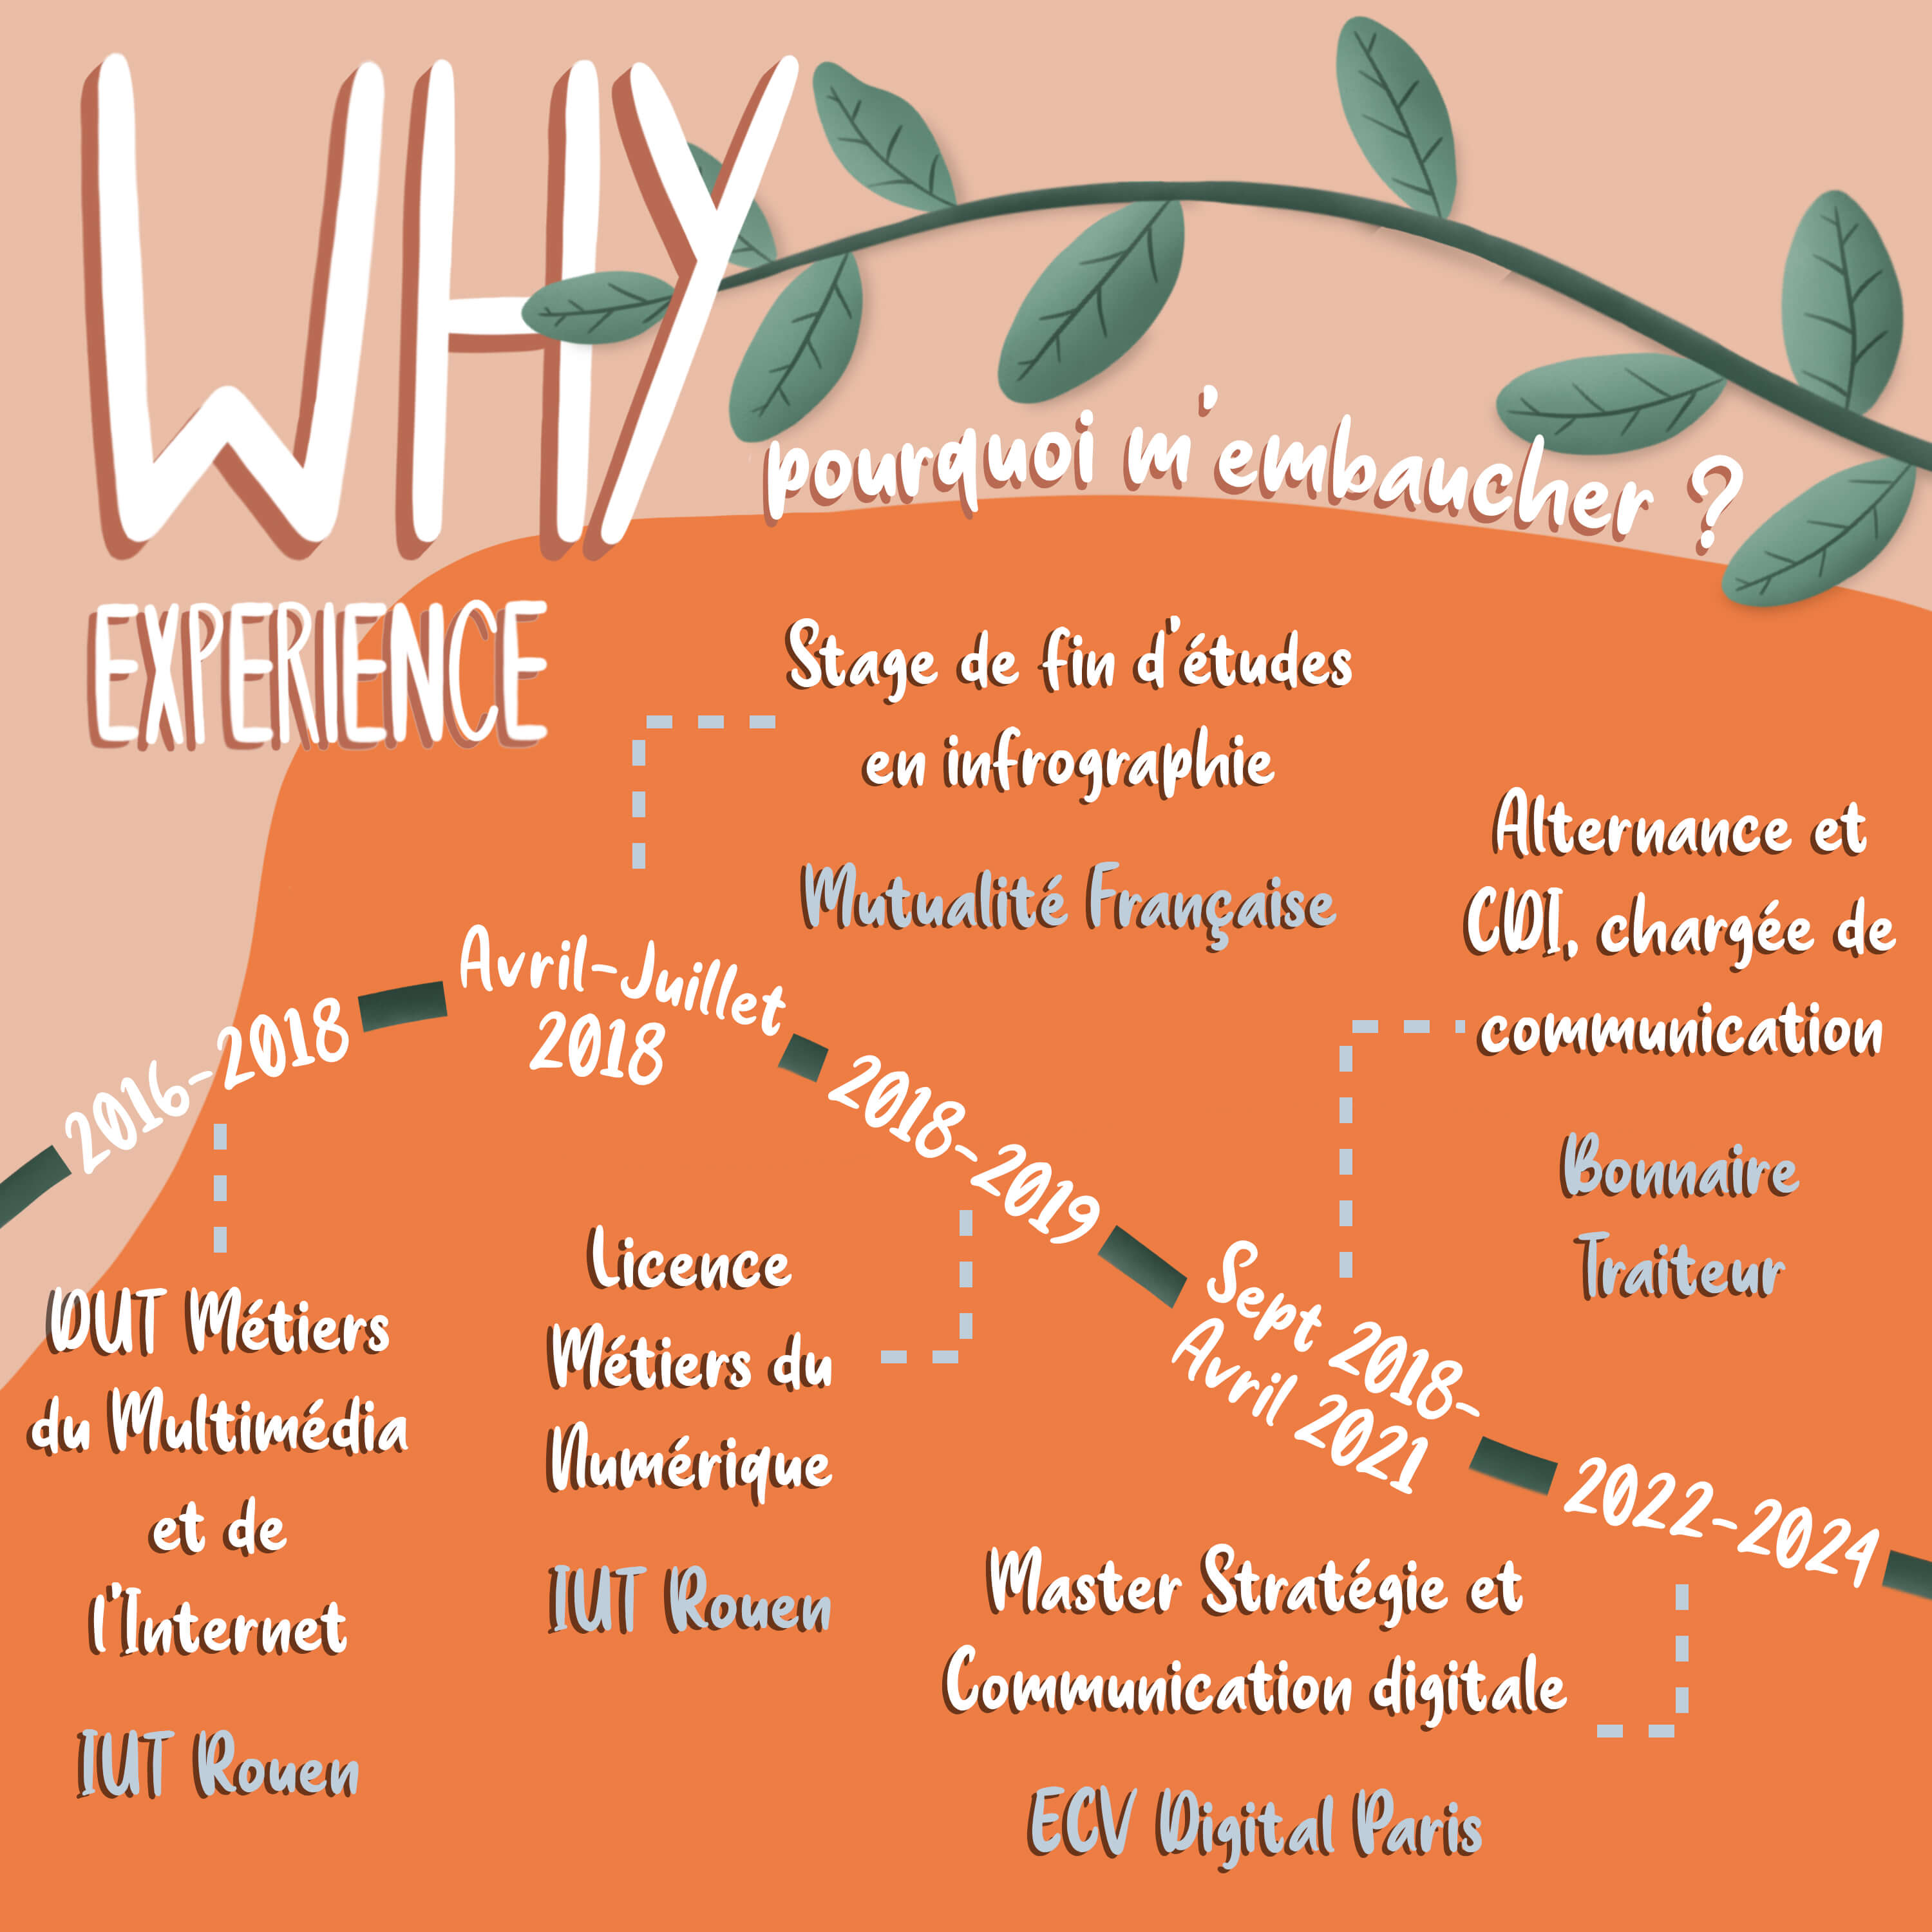 WHY
pourquoi m'embaucher ?
EXPERIENCE
2016-2018
DUT Métiers
du Multimédia
et de
l'Internet
IUT Rouen
Avril-Juillet
2018
Stage de fin d'études
en infrographie
Mutualité Française
2018-2019
Licence
Métiers du
Numérique
IUT Rouen
Sept 2018-
Avril 2021
Alternance et
CDI, chargée de
communication
Bonnaire
Traiteur
2022-2024
Master Stratégie et
Communication digitale
ECV Digital Paris